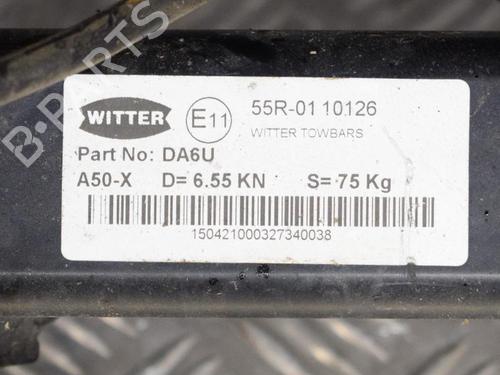 WITTER
E11
55R-01 10126
WITTER TOWBARS
Part No: DA6U
A50-X D= 6.55 KN S= 75 Kg
150421000327340038
B-PARTS